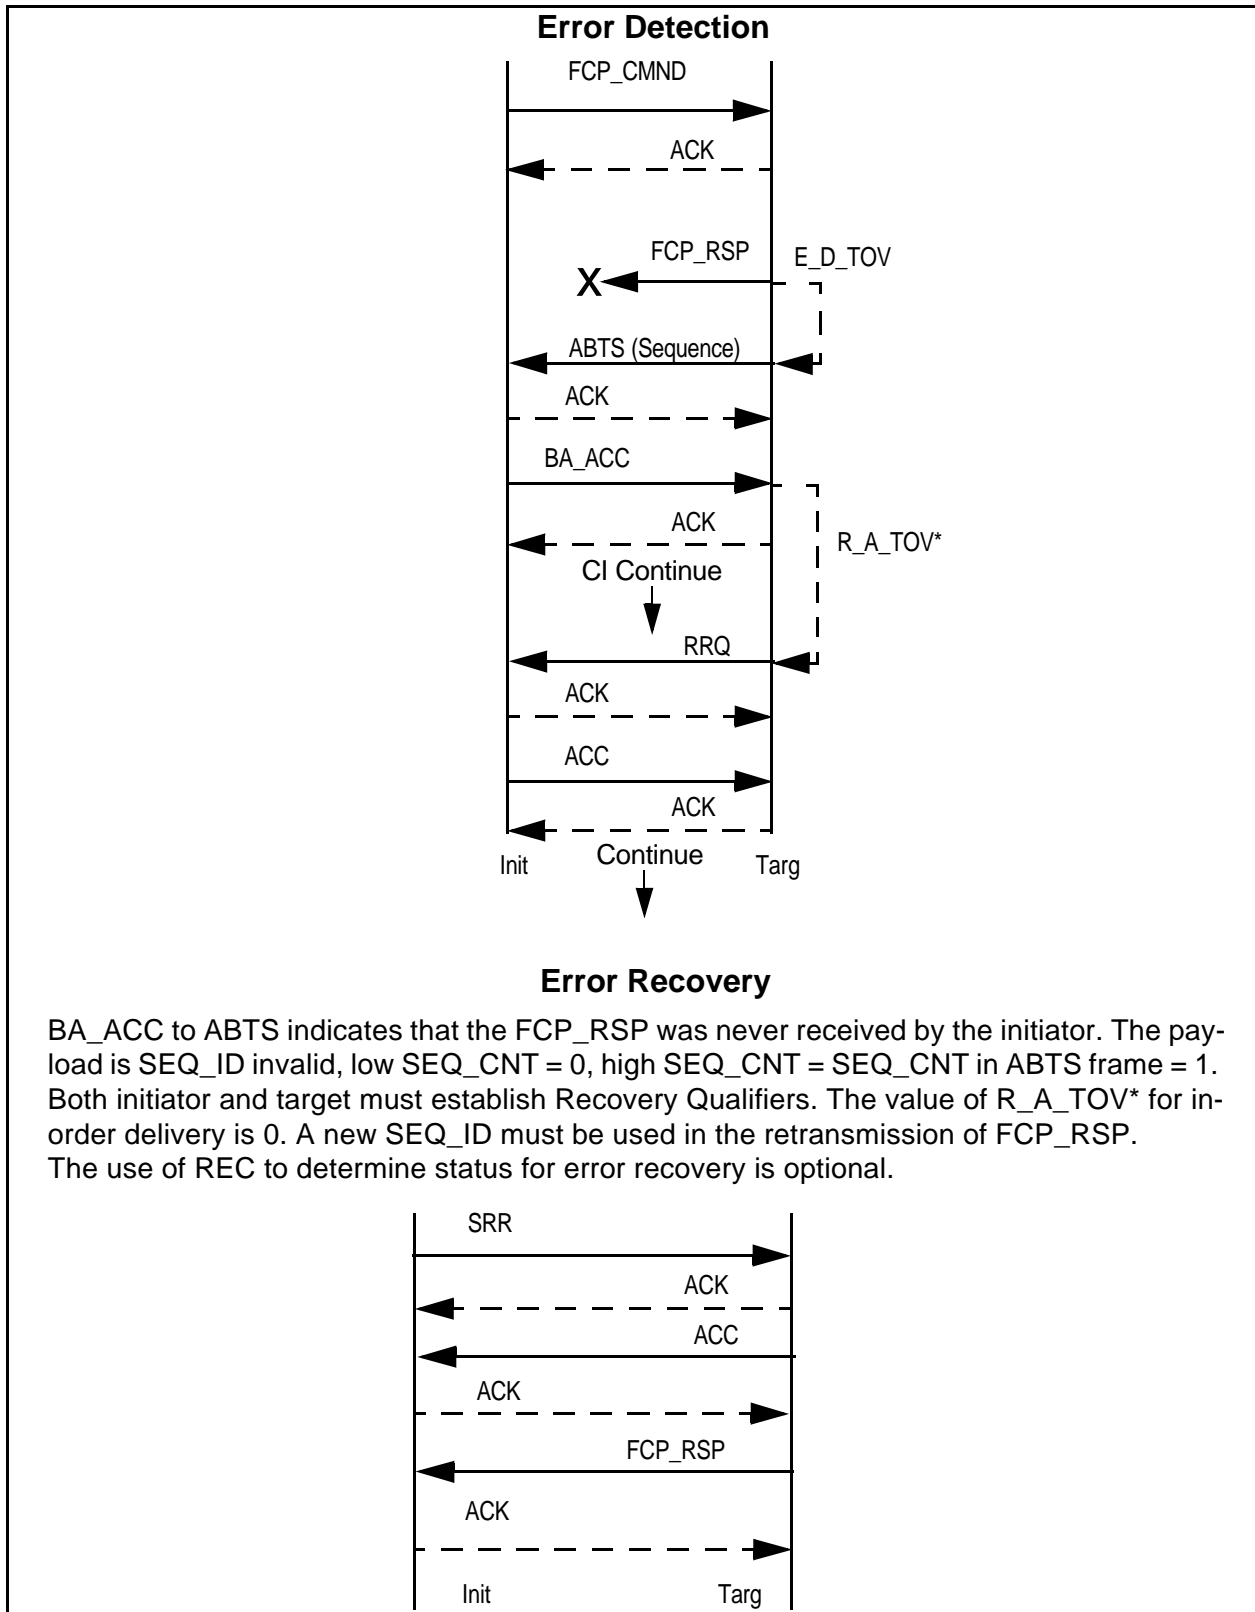 Error Detection
FCP_CMND
ACK
FCP_RSP
E_D_TOV
X
ABTS (Sequence)
ACK
BA_ACC
ACK
R_A_TOV*
CI Continue
RRQ
ACK
ACC
ACK
Init
Continue
Targ
Error Recovery
BA_ACC to ABTS indicates that the FCP_RSP was never received by the initiator. The pay-
load is SEQ_ID invalid, low SEQ_CNT = 0, high SEQ_CNT = SEQ_CNT in ABTS frame = 1.
Both initiator and target must establish Recovery Qualifiers. The value of R_A_TOV* for in-
order delivery is 0. A new SEQ_ID must be used in the retransmission of FCP_RSP.
The use of REC to determine status for error recovery is optional.
SRR
ACK
ACC
ACK
FCP_RSP
ACK
Init
Targ